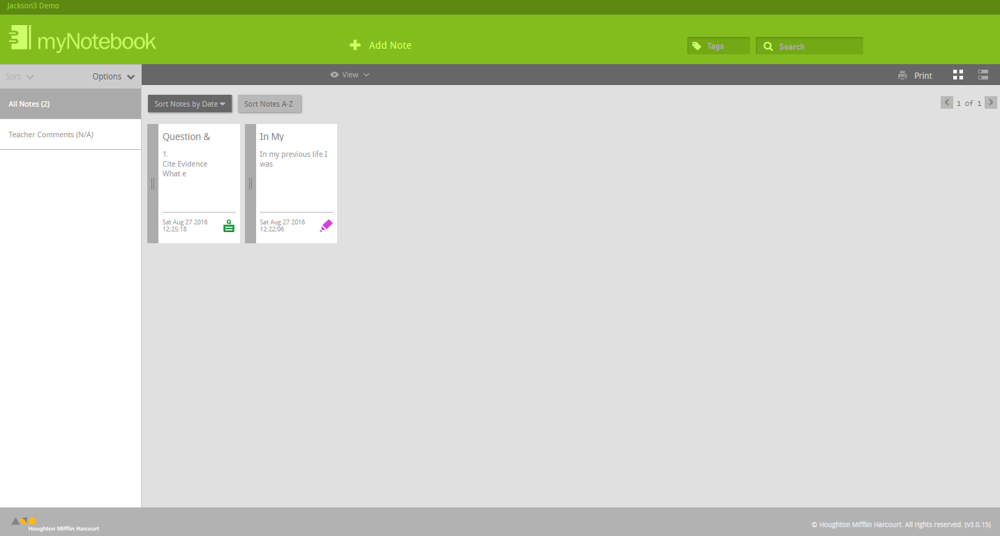 Jackson3 Demo
myNotebook
Add Note
Tags
Search
Sort
Options
View
Print
All Notes (2)
Teacher Comments (N/A)
Sort Notes by Date
Sort Notes A-Z
1 of 1
Question &
1.
Cite Evidence
What e
Sat Aug 27 2016
12:25:18
In My
In my previous life I
was
Sat Aug 27 2016
12:22:06
Houghton Mifflin Harcourt
© Houghton Mifflin Harcourt. All rights reserved. (v3.0.15)